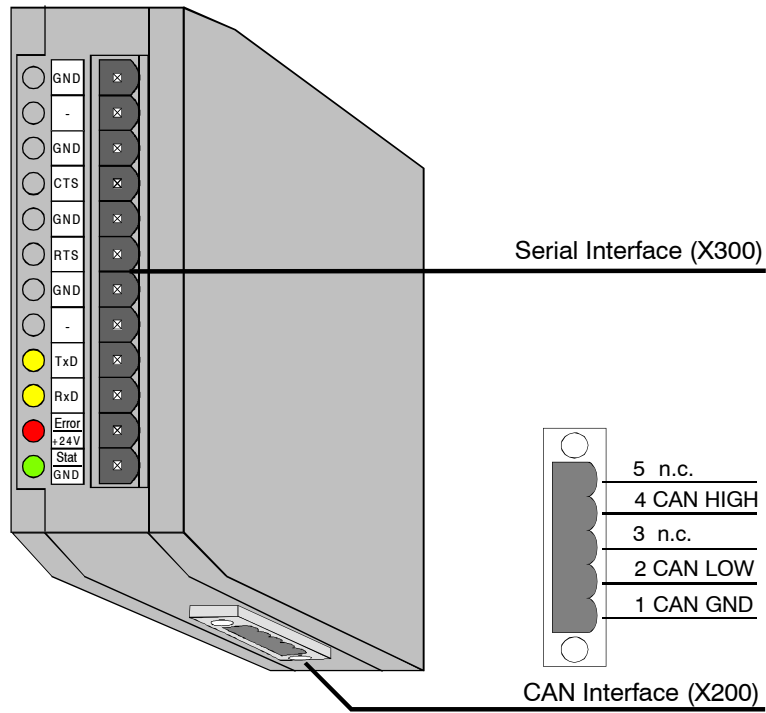 GND
-
GND
CTS
GND
RTS
GND
-
TxD
RxD
Error
+24V
Stat
GND
Serial Interface (X300)
5 n.c.
4 CAN HIGH
3 n.c.
2 CAN LOW
1 CAN GND
CAN Interface (X200)